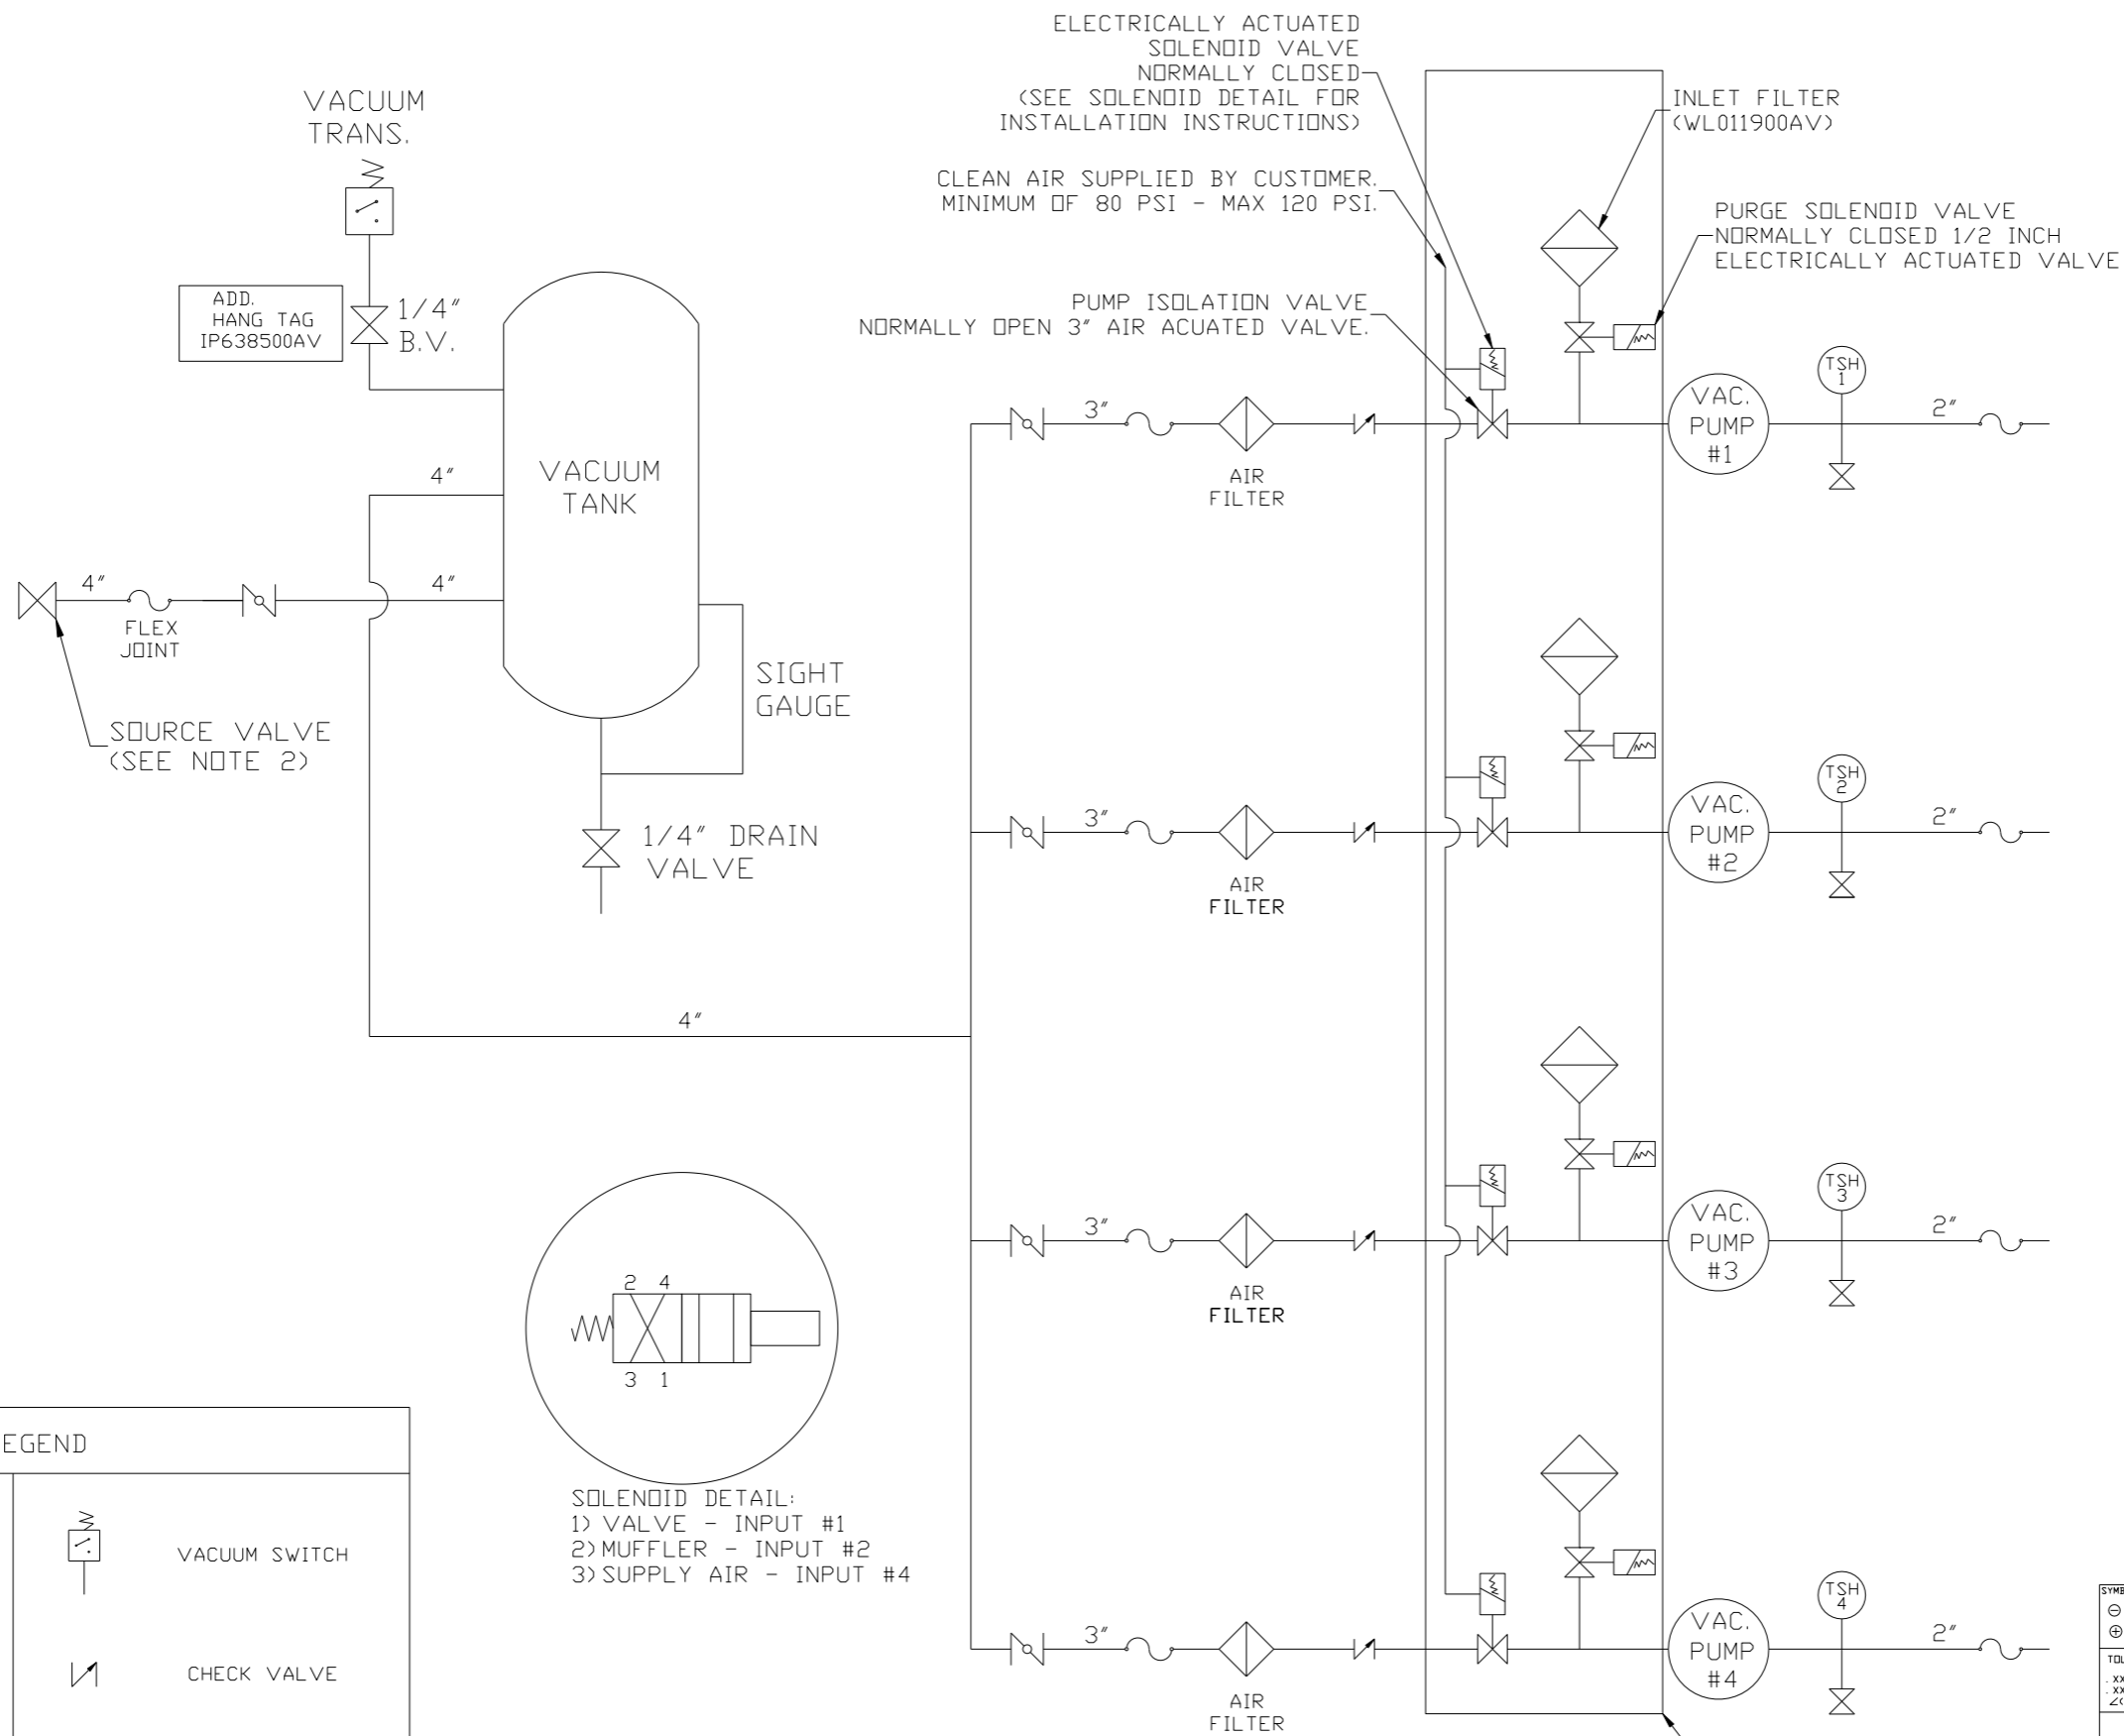 ELECTRICALLY ACTUATED
SOLENOID VALVE
NORMALLY CLOSED
(SEE SOLENOID DETAIL FOR
INSTALLATION INSTRUCTIONS)
CLEAN AIR SUPPLIED BY CUSTOMER.
MINIMUM OF 80 PSI - MAX 120 PSI.
PUMP ISOLATION VALVE
NORMALLY OPEN 3" AIR ACUATED VALVE.
INLET FILTER
(WL011900AV)
PURGE SOLENOID VALVE
NORMALLY CLOSED 1/2 INCH
ELECTRICALLY ACTUATED VALVE
VACUUM
TRANS.
ADD.
HANG TAG
IP638500AV
1/4"
B.V.
VACUUM
TANK
4"
4"
4"
FLEX
JOINT
SOURCE VALVE
(SEE NOTE 2)
SIGHT
GAUGE
1/4" DRAIN
VALVE
4"
3"
AIR
FILTER
VAC.
PUMP
#1
TSH
1
2"
3"
AIR
FILTER
VAC.
PUMP
#2
TSH
2
2"
3"
AIR
FILTER
VAC.
PUMP
#3
TSH
3
2"
3"
AIR
FILTER
VAC.
PUMP
#4
TSH
4
2"
2 4
3 1
SOLENOID DETAIL:
1) VALVE - INPUT #1
2) MUFFLER - INPUT #2
3) SUPPLY AIR - INPUT #4
EGEND
VACUUM SWITCH
CHECK VALVE